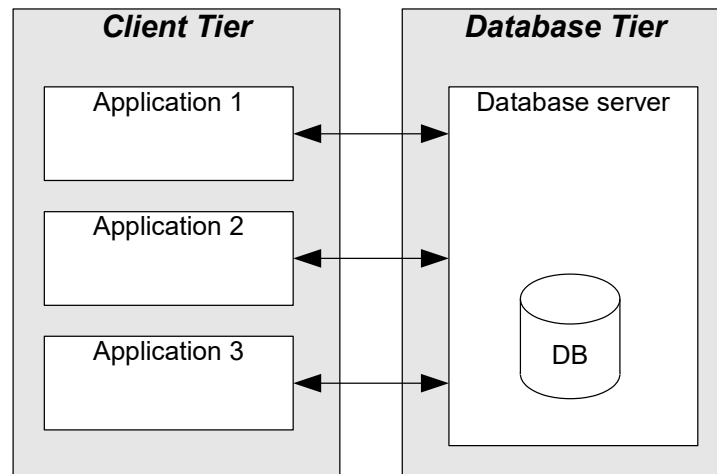 Client Tier
Application 1
Application 2
Application 3
Database Tier
Database server
DB